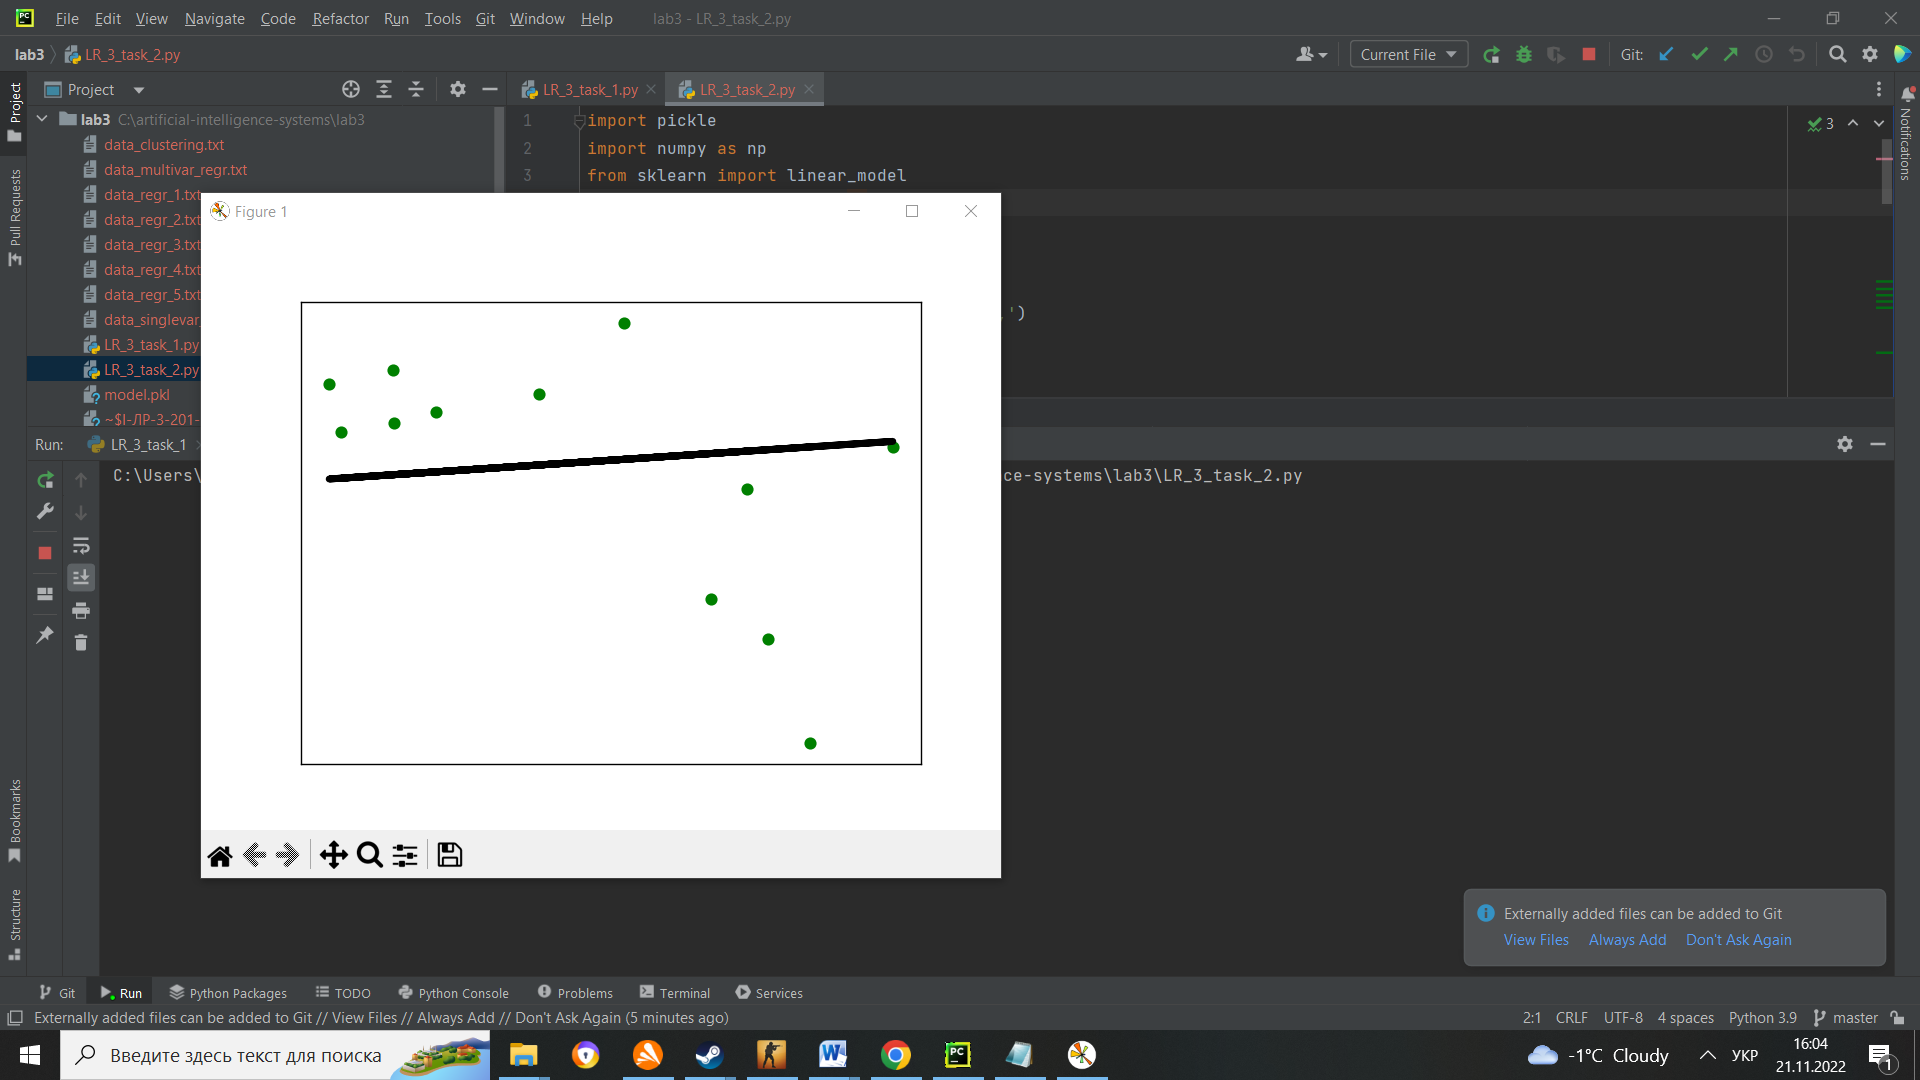 File Edit View Navigate Code Refactor Run Tools Git Window Help lab3 - LR_3_task_2.py
lab3 LR_3_task_2.py Current File Git:
Project LR_3_task_1.py LR_3_task_2.py
lab3 C:\artificial-intelligence-systems\lab3
data_clustering.txt
data_multivar_regr.txt
data_regr_1.txt
data_regr_2.txt
data_regr_3.txt
data_regr_4.txt
data_regr_5.txt
data_singlevar_
LR_3_task_1.py
LR_3_task_2.py
model.pkl
~$І-ЛР-3-201-
1 import pickle
2 import numpy as np
3 from sklearn import linear_model
')
3
Figure 1
Run: LR_3_task_1
C:\Users\
ce-systems\lab3\LR_3_task_2.py
Project
Pull Requests
Bookmarks
Structure
Notifications
Externally added files can be added to Git
View Files Always Add Don't Ask Again
Git Run Python Packages TODO Python Console Problems Terminal Services
Externally added files can be added to Git // View Files // Always Add // Don't Ask Again (5 minutes ago) 2:1 CRLF UTF-8 4 spaces Python 3.9 master
Введите здесь текст для поиска
-1°C Cloudy УКР
16:04
21.11.2022
1